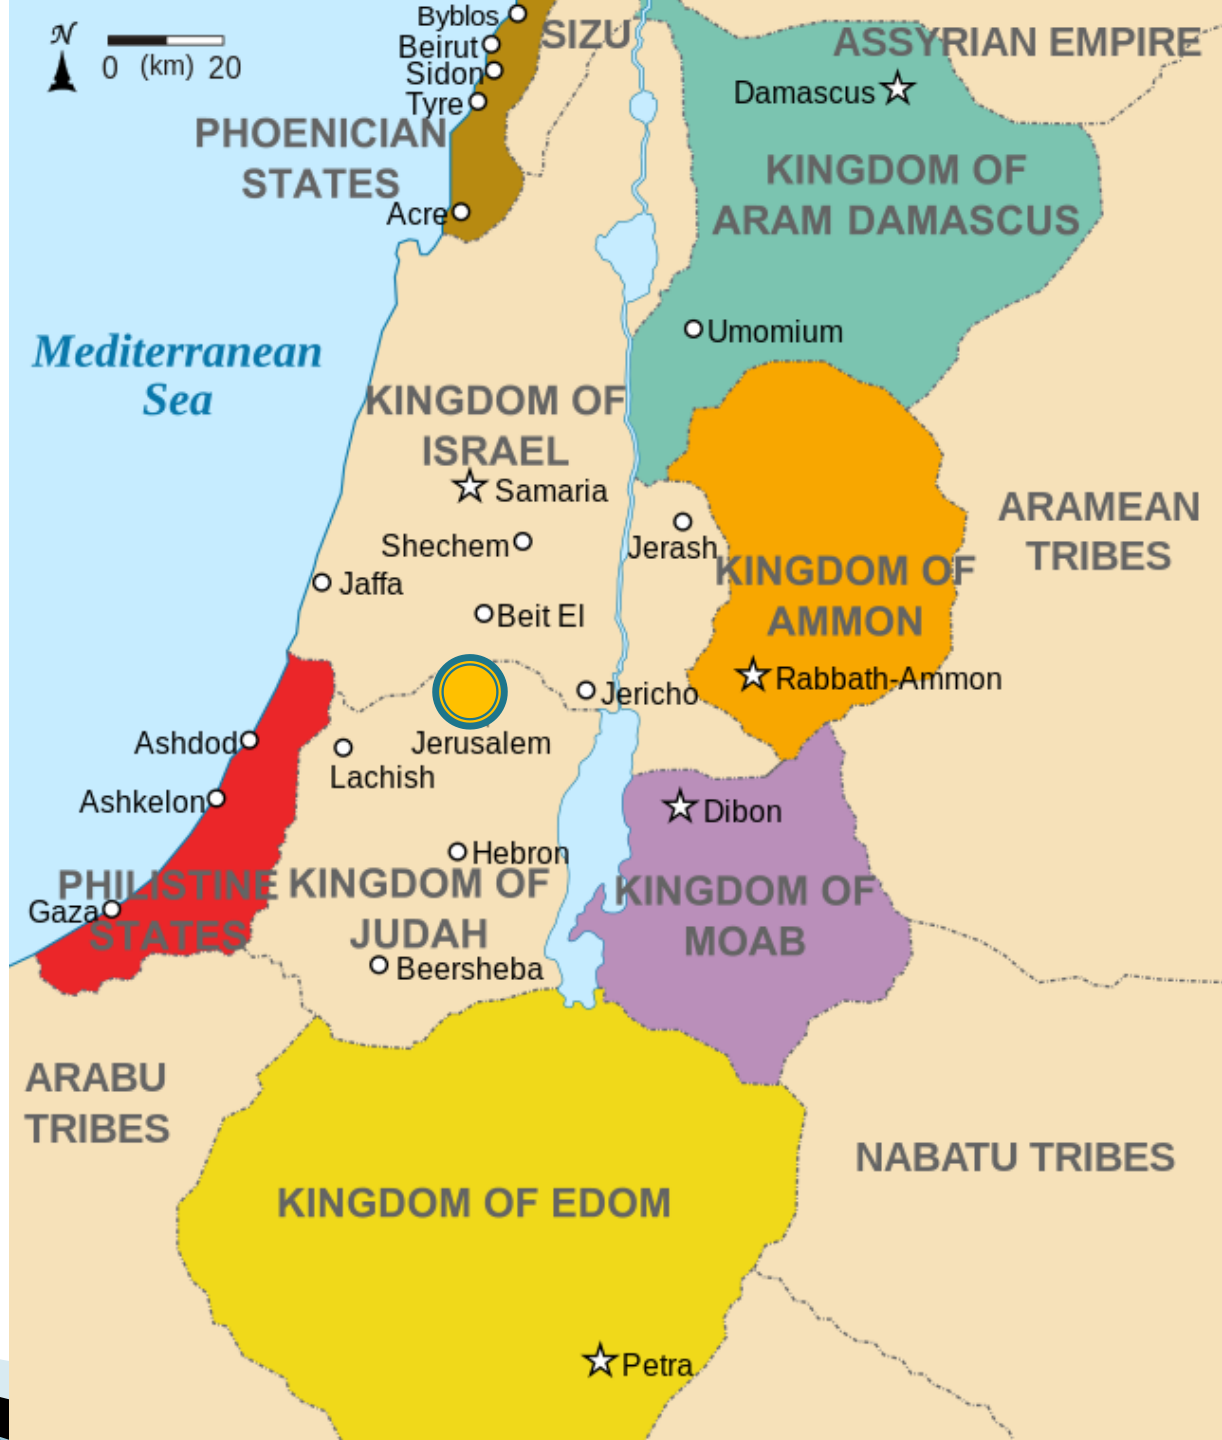 N
0 (km) 20
Byblos
SIZU
Beirut
ASSYRIAN EMPIRE
Sidon
Damascus
Tyre
PHOENICIAN
STATES
KINGDOM OF
ARAM DAMASCUS
Acre
Umomium
Mediterranean
Sea
KINGDOM OF
ISRAEL
Samaria
ARAMEAN
TRIBES
Shechem
Jerash
KINGDOM OF
AMMON
Jaffa
Beit El
Rabbath-Ammon
Jericho
Ashdod
Jerusalem
Lachish
Ashkelon
Dibon
Hebron
PHILISTINE
STATES
KINGDOM OF
JUDAH
KINGDOM OF
MOAB
Gaza
Beersheba
ARABU
TRIBES
NABATU TRIBES
KINGDOM OF EDOM
Petra